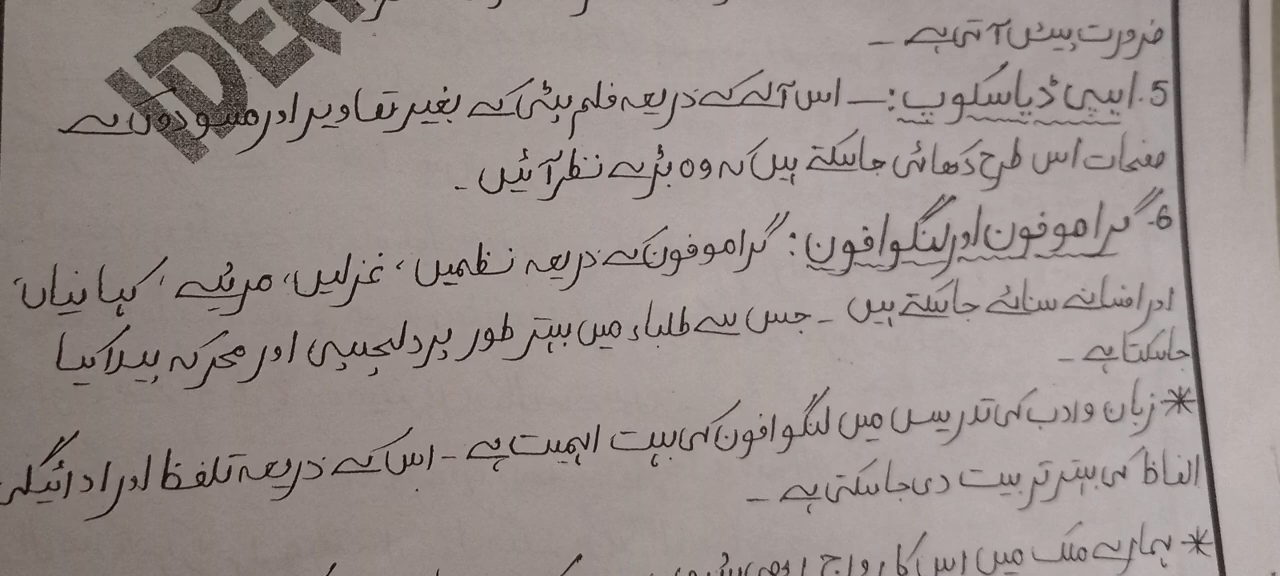 ضرورت پیش آتی ہے ۔
5. ایپی ڈیاسکوپ :— اس آلہ کے ذریعہ فلم پٹی کے بغیر تصاویر اور مسودوں کے
صفحات اس طرح دکھائی جاسکتے ہیں کہ وہ بڑے نظر آئیں ۔
6- گراموفون اور لنگوافون : گراموفون کے ذریعہ نظمیں، غزلیں، مرثیے، کہانیاں،
اور افسانے سنائے جاسکتے ہیں ۔ جس سے طلباء میں بہتر طور پر دلچسپی اور محرکہ پیدا کیا
جاسکتا ہے ۔
* زبان و ادب کی تدریس میں لنگوافون کی بہت اہمیت ہے ۔ اس کے ذریعہ تلفظ اور ادائیگی
الفاظ کی بہتر تربیت دی جاسکتی ہے ۔
* ہمارے ملک میں اس کا رواج
IDEA